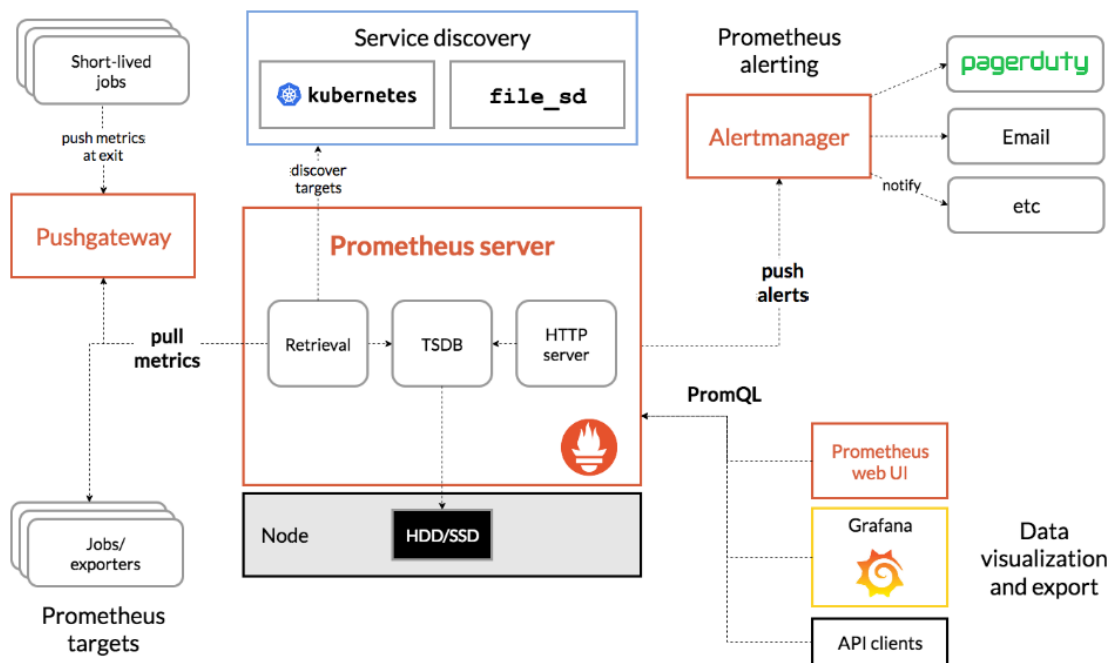 Short-lived
jobs
push metrics
at exit
Pushgateway
pull
metrics
Jobs/
exporters
Prometheus
targets
Service discovery
kubernetes
file_sd
discover
targets
Prometheus server
Retrieval
TSDB
HTTP
server
Node
HDD/SSD
Prometheus
alerting
Alertmanager
pagerduty
Email
notify
etc
push
alerts
PromQL
Prometheus
web UI
Grafana
API clients
Data
visualization
and export